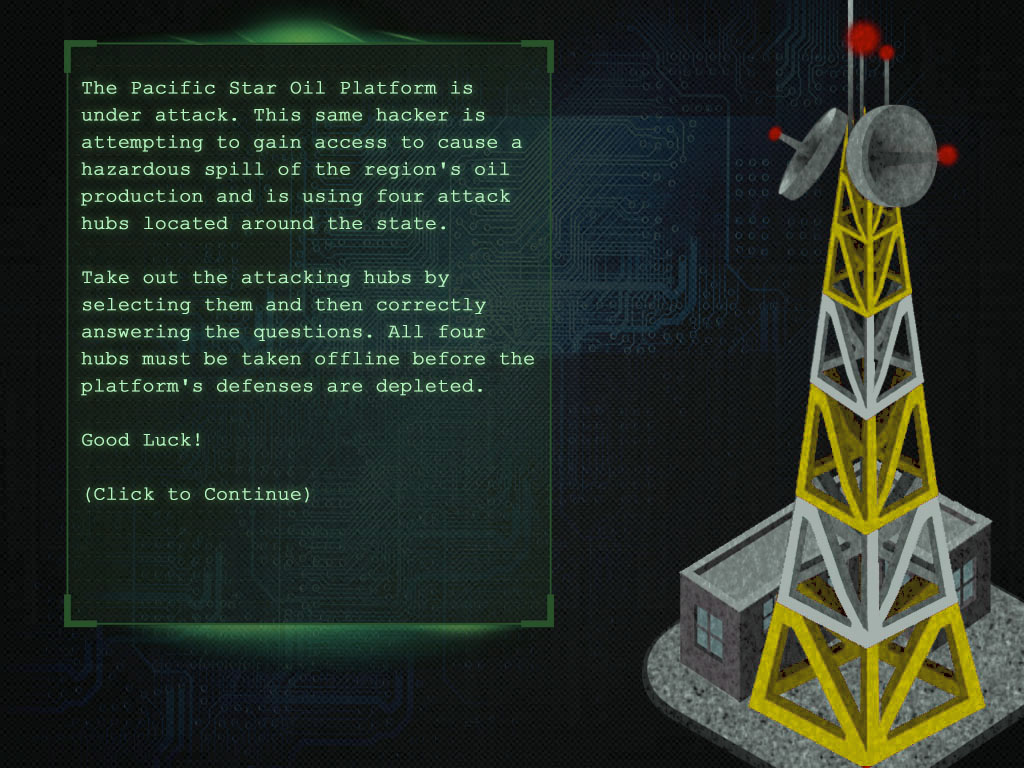 The Pacific Star Oil Platform is
under attack. This same hacker is
attempting to gain access to cause a
hazardous spill of the region's oil
production and is using four attack
hubs located around the state.
Take out the attacking hubs by
selecting them and then correctly
answering the questions. All four
hubs must be taken offline before the
platform's defenses are depleted.
Good Luck!
(Click to Continue)